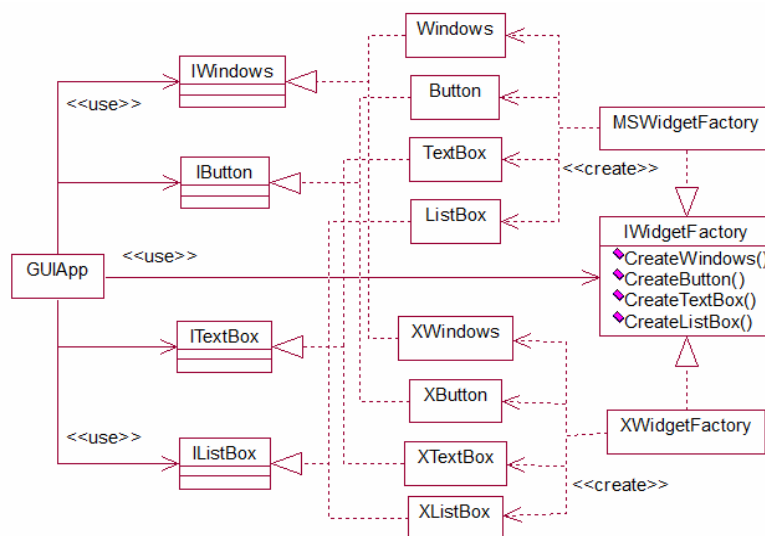 Windows
IWindows
<<use>>
Button
MSWidgetFactory
TextBox
IButton
<<create>>
ListBox
IWidgetFactory
CreateWindows()
CreateButton()
CreateTextBox()
CreateListBox()
GUIApp
<<use>>
XWindows
ITextBox
XButton
XWidgetFactory
<<use>>
IListBox
XTextBox
<<create>>
XListBox